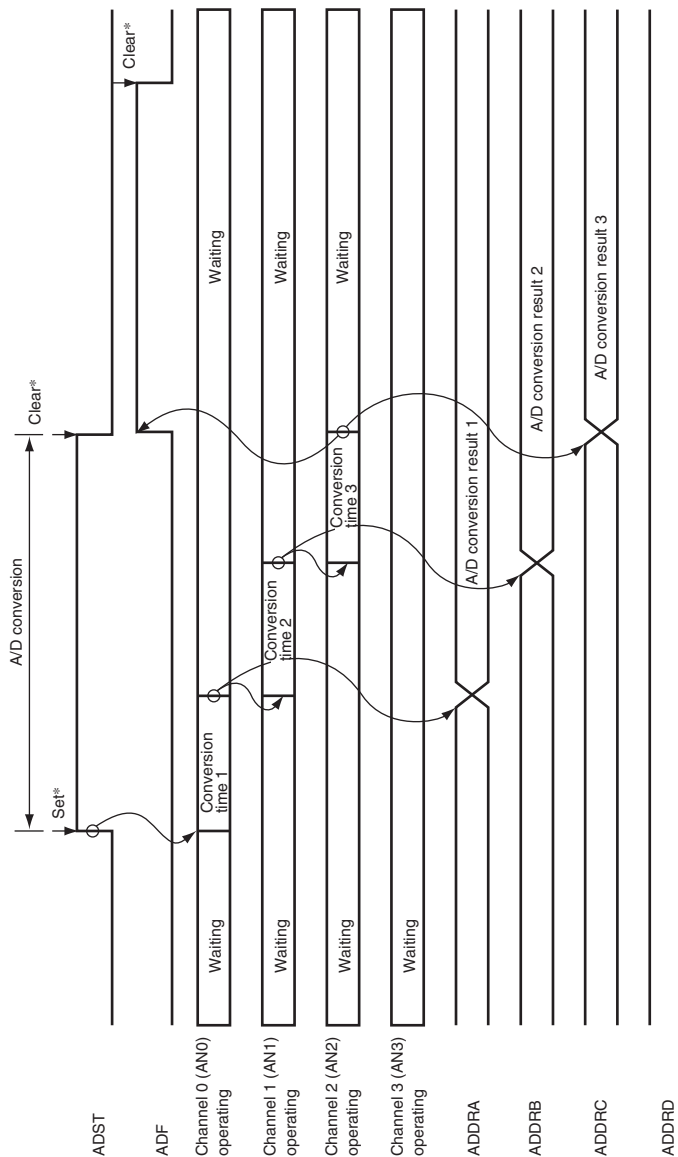 A/D conversion
Set*
Clear*
Clear*
ADST
ADF
Channel 0 (AN0)
operating
Waiting
Conversion
time 1
Waiting
Channel 1 (AN1)
operating
Waiting
Conversion
time 2
Waiting
Channel 2 (AN2)
operating
Waiting
Conversion
time 3
Waiting
Channel 3 (AN3)
operating
Waiting
ADDRA
A/D conversion result 1
ADDRB
A/D conversion result 2
ADDRC
A/D conversion result 3
ADDRD